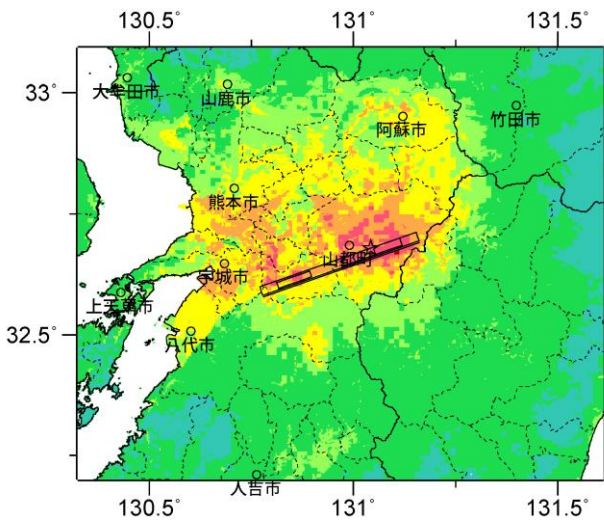 130.5° 131° 131.5°
33°
大牟田市
山鹿市
阿蘇市
竹田市
熊本市
山都町
宇城市
上天草市
32.5°
八代市
人吉市
130.5° 131° 131.5°